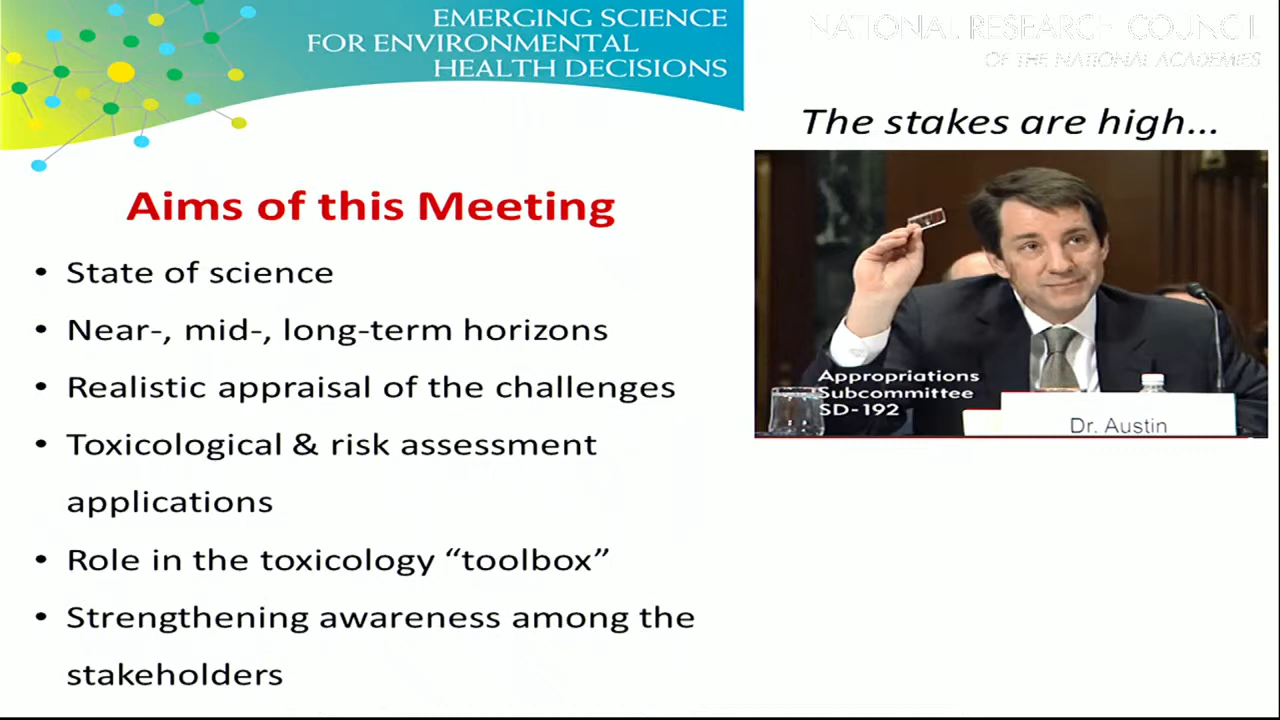 EMERGING SCIENCE
FOR ENVIRONMENTAL
HEALTH DECISIONS
NATIONAL RESEARCH COUNCIL
OF THE NATIONAL ACADEMIES
The stakes are high...
Aims of this Meeting
• State of science
• Near-, mid-, long-term horizons
• Realistic appraisal of the challenges
• Toxicological & risk assessment
applications
• Role in the toxicology “toolbox”
• Strengthening awareness among the
stakeholders
Appropriations
Subcommittee
SD-192
Dr. Austin